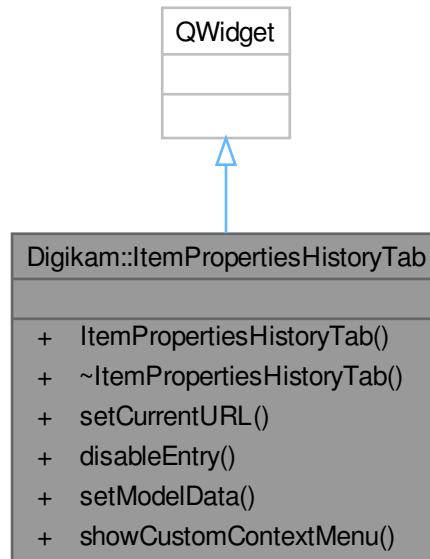 QWidget
Digikam::ItemPropertiesHistoryTab
+ ItemPropertiesHistoryTab()
+ ~ItemPropertiesHistoryTab()
+ setCurrentURL()
+ disableEntry()
+ setModelData()
+ showCustomContextMenu()